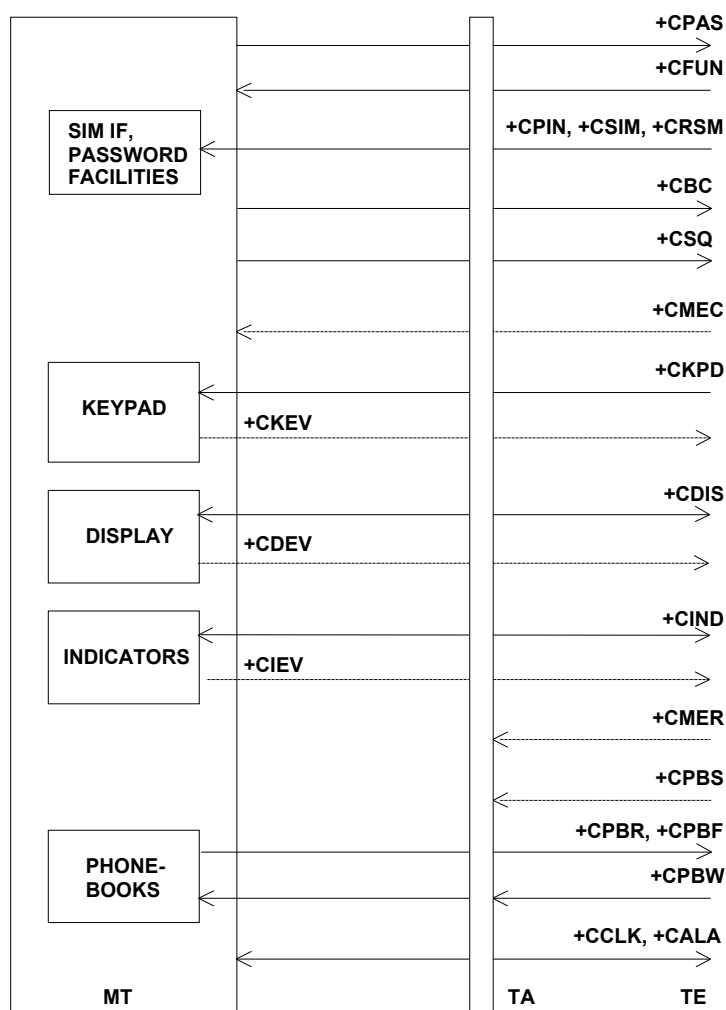 +CPAS
+CFUN
SIM IF,
PASSWORD
FACILITIES
+CPIN, +CSIM, +CRSM
+CBC
+CSQ
+CMEC
+CKPD
KEYPAD
+CKEV
+CDIS
DISPLAY
+CDEV
+CIND
INDICATORS
+CIEV
+CMER
+CPBS
+CPBR, +CPBF
PHONE-
BOOKS
+CPBW
+CCLK, +CALA
MT TA TE